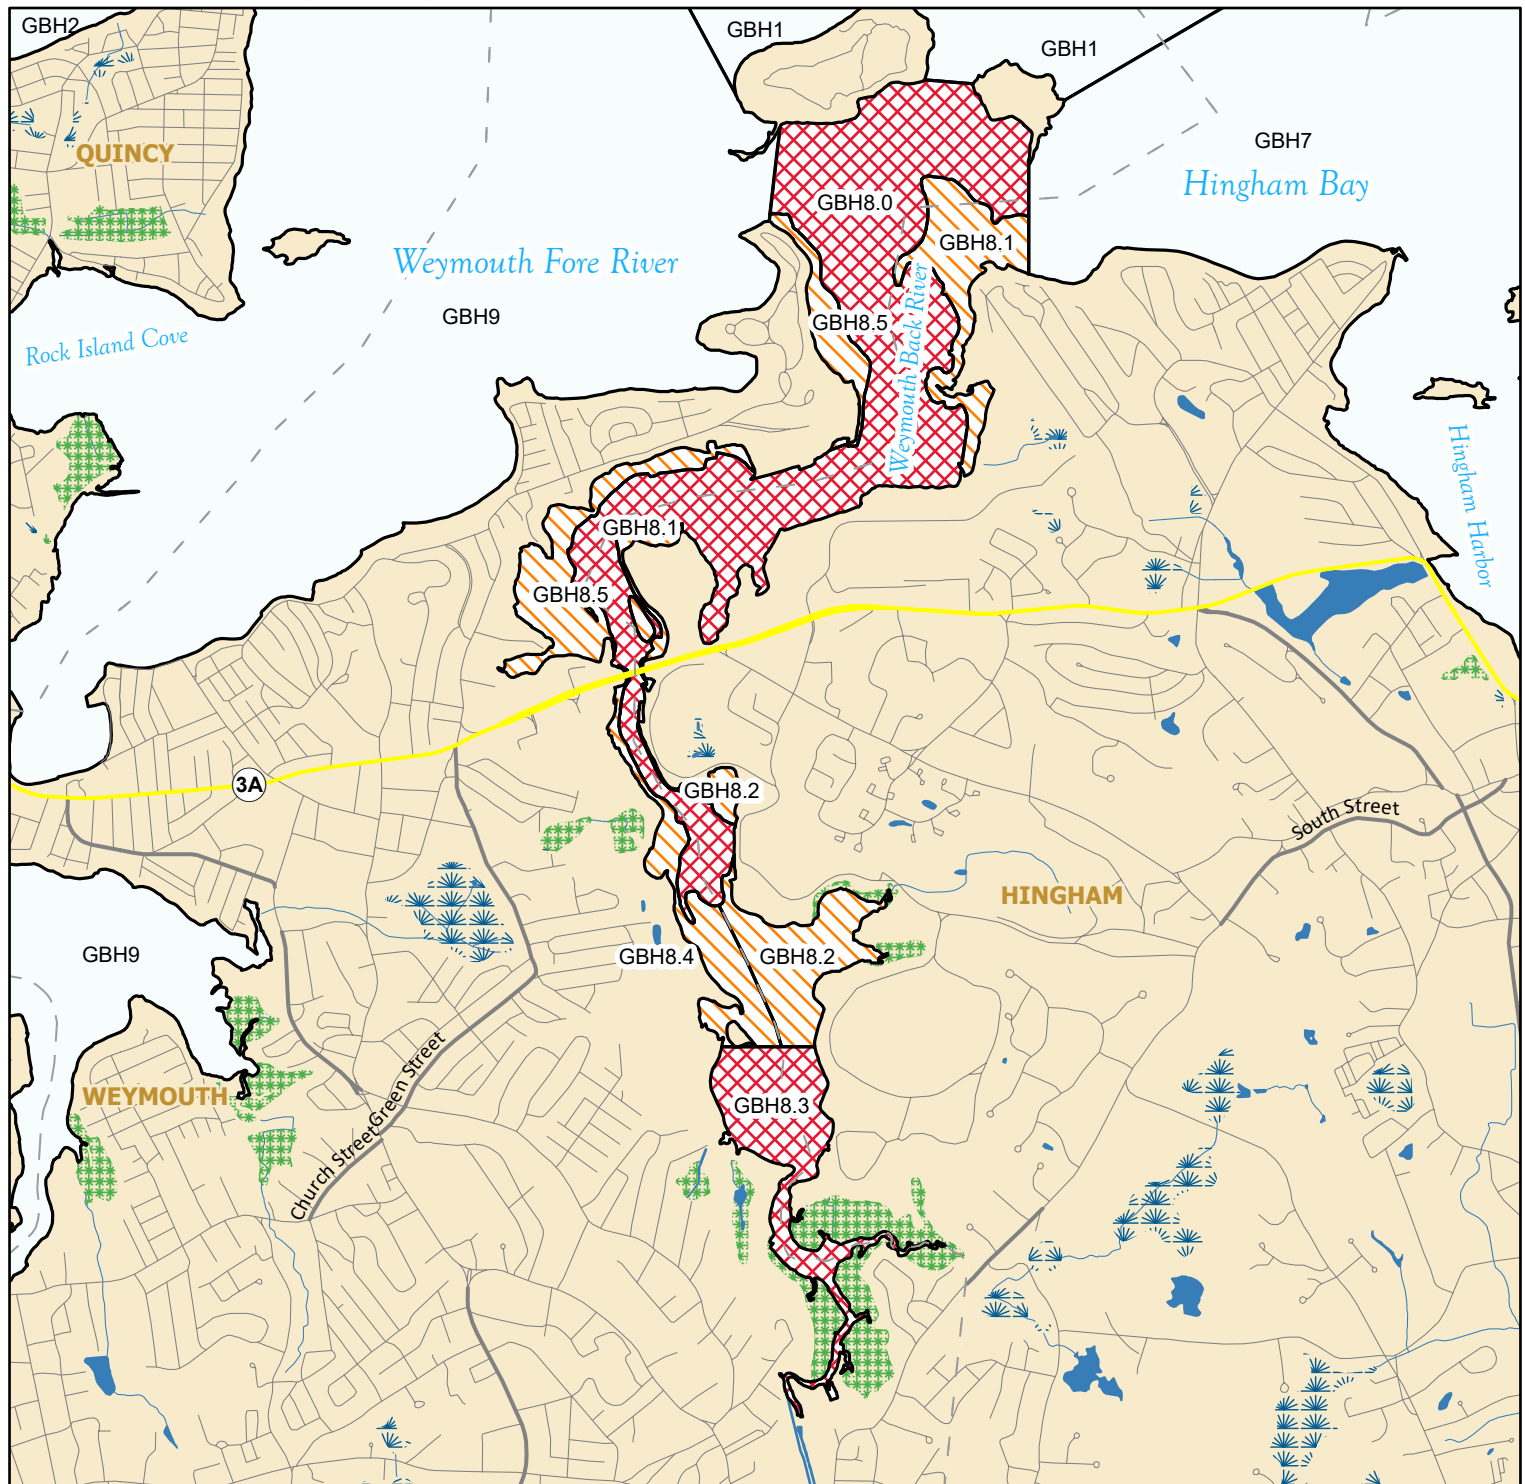 GBH2
GBH1
GBH1
GBH7
QUINCY
Hingham Bay
GBH8.0
GBH8.1
Weymouth Fore River
GBH9
GBH8.5
Weymouth Back River
Rock Island Cove
Hingham Harbor
GBH8.1
GBH8.5
3A
GBH8.2
South Street
HINGHAM
GBH9
GBH8.4
GBH8.2
WEYMOUTH
Green Street
GBH8.3
Church Street